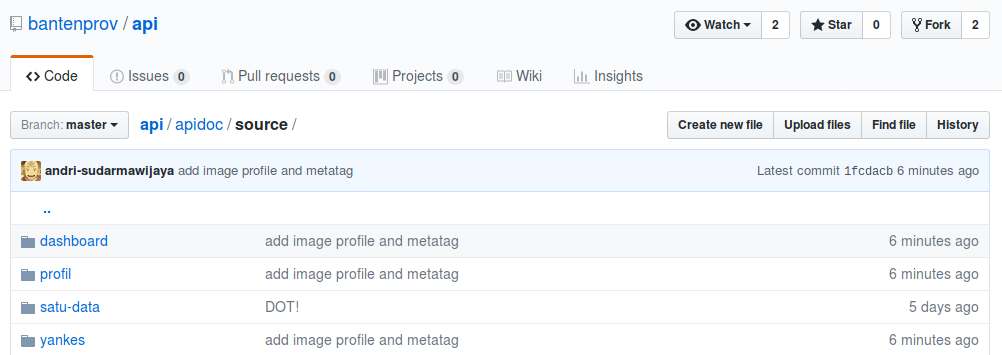 bantenprov / api
Watch 2 Star 0 Fork 2
Code Issues 0 Pull requests 0 Projects 0 Wiki Insights
Branch: master api / apidoc / source / Create new file Upload files Find file History
andri-sudarmawijaya add image profile and metatag Latest commit 1fcdacb 6 minutes ago
..
dashboard add image profile and metatag 6 minutes ago
profil add image profile and metatag 6 minutes ago
satu-data DOT! 5 days ago
yankes add image profile and metatag 6 minutes ago